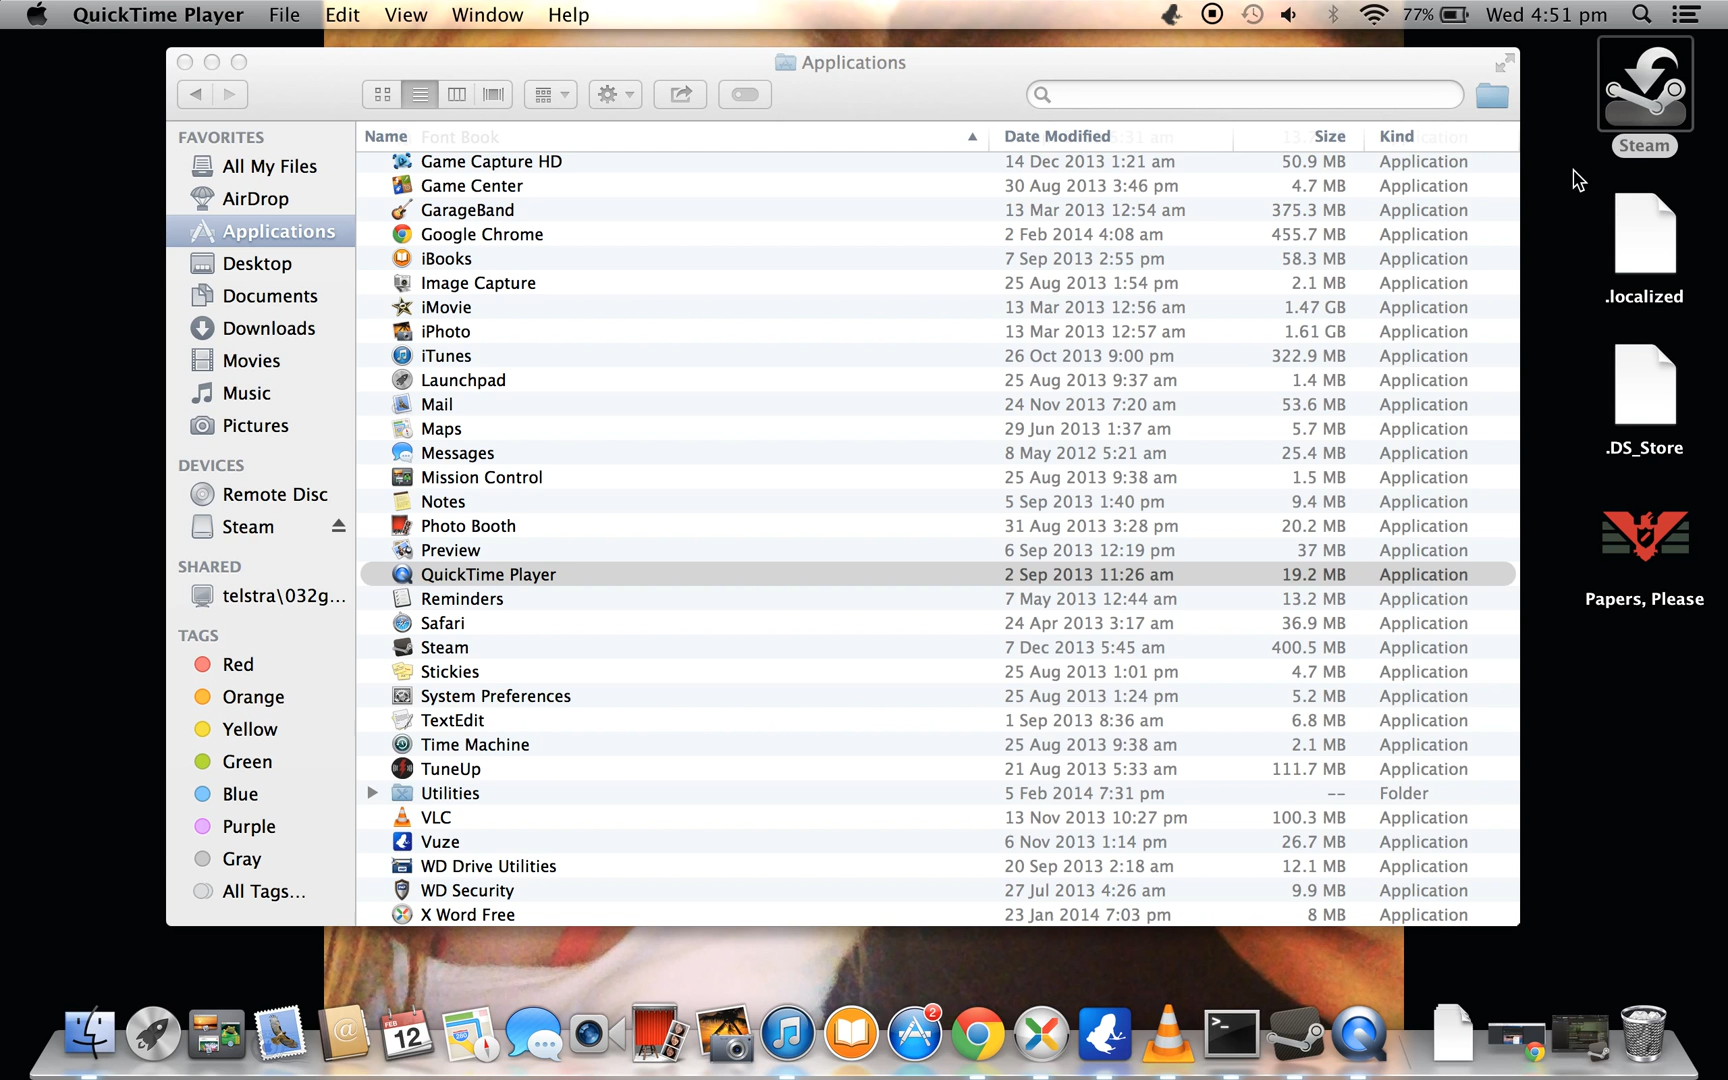 QuickTime Player File Edit View Window Help 77% Wed 4:51 pm
Applications
Name Font Book Date Modified Size Kind
FAVORITES
All My Files
AirDrop
Applications
Desktop
Documents
Downloads
Movies
Music
Pictures
DEVICES
Remote Disc
Steam
SHARED
telstra\032g...
TAGS
Red
Orange
Yellow
Green
Blue
Purple
Gray
All Tags...
Game Capture HD 14 Dec 2013 1:21 am 50.9 MB Application
Game Center 30 Aug 2013 3:46 pm 4.7 MB Application
GarageBand 13 Mar 2013 12:54 am 375.3 MB Application
Google Chrome 2 Feb 2014 4:08 am 455.7 MB Application
iBooks 7 Sep 2013 2:55 pm 58.3 MB Application
Image Capture 25 Aug 2013 1:54 pm 2.1 MB Application
iMovie 13 Mar 2013 12:56 am 1.47 GB Application
iPhoto 13 Mar 2013 12:57 am 1.61 GB Application
iTunes 26 Oct 2013 9:00 pm 322.9 MB Application
Launchpad 25 Aug 2013 9:37 am 1.4 MB Application
Mail 24 Nov 2013 7:20 am 53.6 MB Application
Maps 29 Jun 2013 1:37 am 5.7 MB Application
Messages 8 May 2012 5:21 am 25.4 MB Application
Mission Control 25 Aug 2013 9:38 am 1.5 MB Application
Notes 5 Sep 2013 1:40 pm 9.4 MB Application
Photo Booth 31 Aug 2013 3:28 pm 20.2 MB Application
Preview 6 Sep 2013 12:19 pm 37 MB Application
QuickTime Player 2 Sep 2013 11:26 am 19.2 MB Application
Reminders 7 May 2013 12:44 am 13.2 MB Application
Safari 24 Apr 2013 3:17 am 36.9 MB Application
Steam 7 Dec 2013 5:45 am 400.5 MB Application
Stickies 25 Aug 2013 1:01 pm 4.7 MB Application
System Preferences 25 Aug 2013 1:24 pm 5.2 MB Application
TextEdit 1 Sep 2013 8:36 am 6.8 MB Application
Time Machine 25 Aug 2013 9:38 am 2.1 MB Application
TuneUp 21 Aug 2013 5:33 am 111.7 MB Application
Utilities 5 Feb 2014 7:31 pm -- Folder
VLC 13 Nov 2013 10:27 pm 100.3 MB Application
Vuze 6 Nov 2013 1:14 pm 26.7 MB Application
WD Drive Utilities 20 Sep 2013 2:18 am 12.1 MB Application
WD Security 27 Jul 2013 4:26 am 9.9 MB Application
X Word Free 23 Jan 2014 7:03 pm 8 MB Application
Steam
.localized
.DS_Store
Papers, Please
FEB
12
2